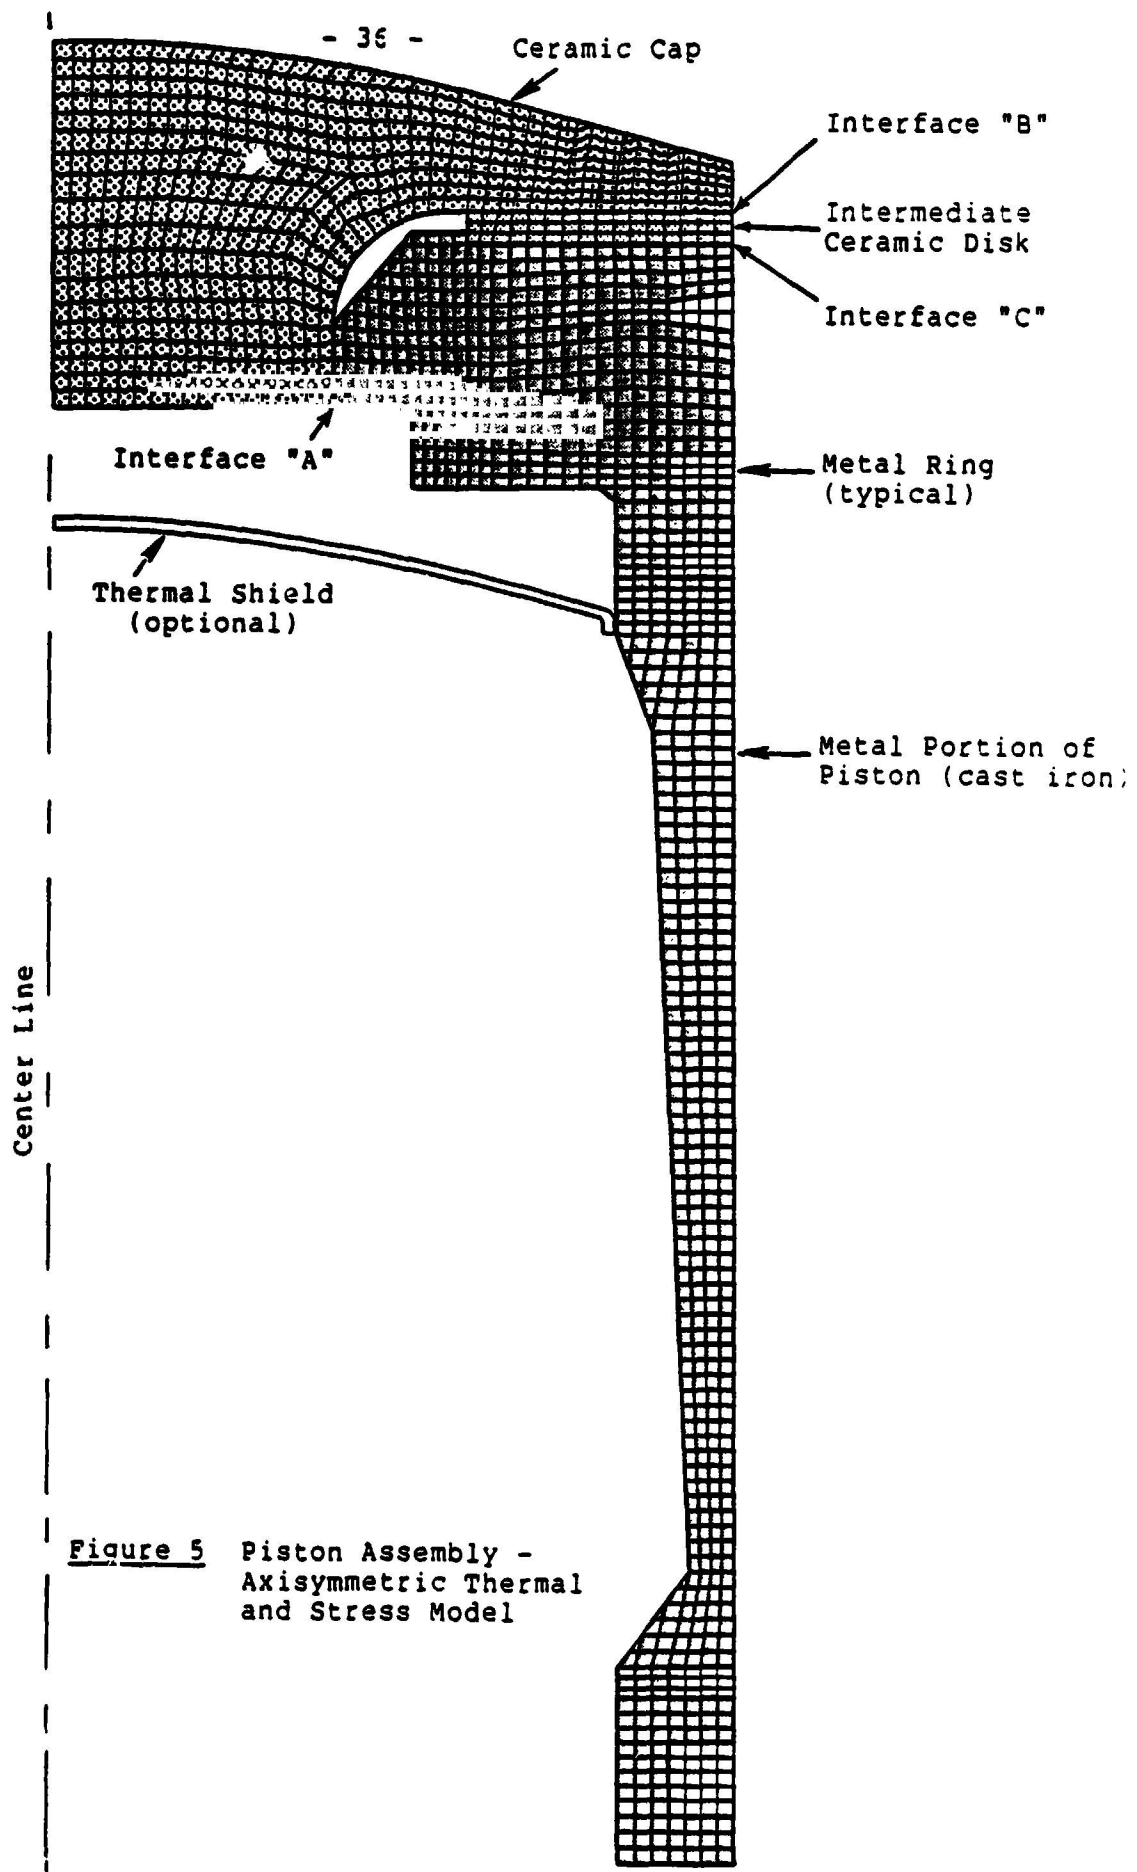 - 36 -
Ceramic Cap
Interface "B"
Intermediate
Ceramic Disk
Interface "C"
Interface "A"
Metal Ring
(typical)
Thermal Shield
(optional)
Metal Portion of
Piston (cast iron)
Center Line
Figure 5 Piston Assembly -
Axisymmetric Thermal
and Stress Model